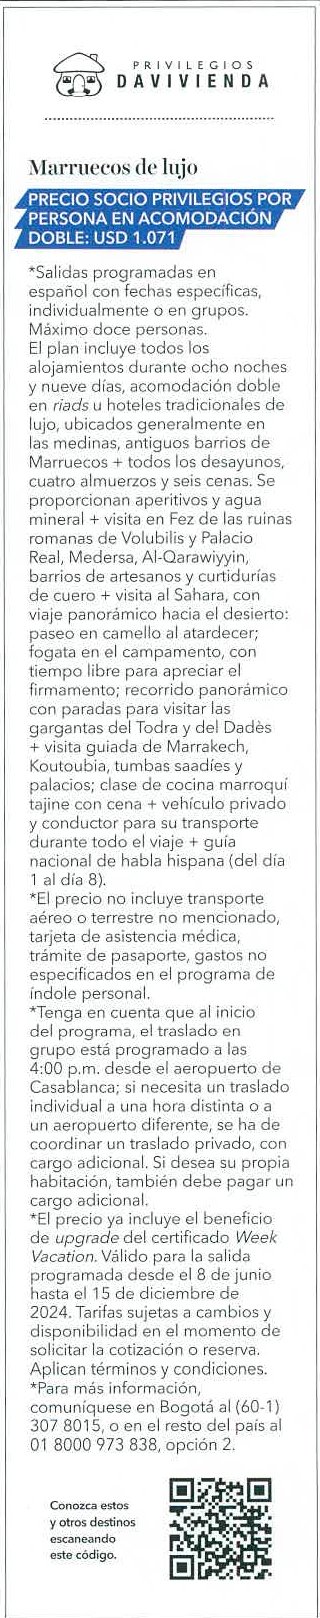 PRIVILEGIOS
DAVIVIENDA
Marruecos de lujo
PRECIO SOCIO PRIVILEGIOS POR
PERSONA EN ACOMODACIÓN
DOBLE: USD 1.071
*Salidas programadas en
español con fechas específicas,
individualmente o en grupos.
Máximo doce personas.
El plan incluye todos los
alojamientos durante ocho noches
y nueve días, acomodación doble
en riads u hoteles tradicionales de
lujo, ubicados generalmente en
las medinas, antiguos barrios de
Marruecos + todos los desayunos,
cuatro almuerzos y seis cenas. Se
proporcionan aperitivos y agua
mineral + visita en Fez de las ruinas
romanas de Volubilis y Palacio
Real, Medersa, Al-Qarawiyyin,
barrios de artesanos y curtidurías
de cuero + visita al Sahara, con
viaje panorámico hacia el desierto:
paseo en camello al atardecer;
fogata en el campamento, con
tiempo libre para apreciar el
firmamento; recorrido panorámico
con paradas para visitar las
gargantas del Todra y del Dadès
+ visita guiada de Marrakech,
Koutoubia, tumbas saadíes y
palacios; clase de cocina marroquí
tajine con cena + vehículo privado
y conductor para su transporte
durante todo el viaje + guía
nacional de habla hispana (del día
1 al día 8).
*El precio no incluye transporte
aéreo o terrestre no mencionado,
tarjeta de asistencia médica,
trámite de pasaporte, gastos no
especificados en el programa de
índole personal.
*Tenga en cuenta que al inicio
del programa, el traslado en
grupo está programado a las
4:00 p.m. desde el aeropuerto de
Casablanca; si necesita un traslado
individual a una hora distinta o a
un aeropuerto diferente, se ha de
coordinar un traslado privado, con
cargo adicional. Si desea su propia
habitación, también debe pagar un
cargo adicional.
*El precio ya incluye el beneficio
de upgrade del certificado Week
Vacation. Válido para la salida
programada desde el 8 de junio
hasta el 15 de diciembre de
2024. Tarifas sujetas a cambios y
disponibilidad en el momento de
solicitar la cotización o reserva.
Aplican términos y condiciones.
*Para más información,
comuníquese en Bogotá al (60-1)
307 8015, o en el resto del país al
01 8000 973 838, opción 2.
Conozca estos
y otros destinos
escaneando
este código.